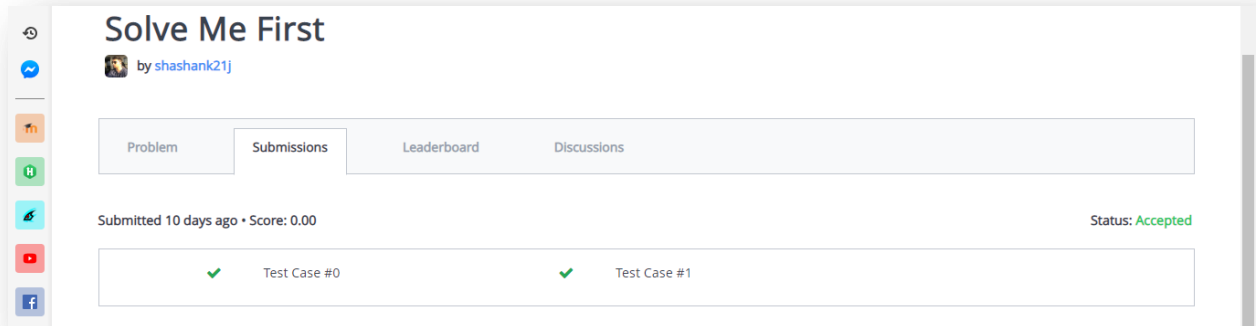 Solve Me First
by shashank21j
Problem Submissions Leaderboard Discussions
Submitted 10 days ago • Score: 0.00 Status: Accepted
Test Case #0 Test Case #1